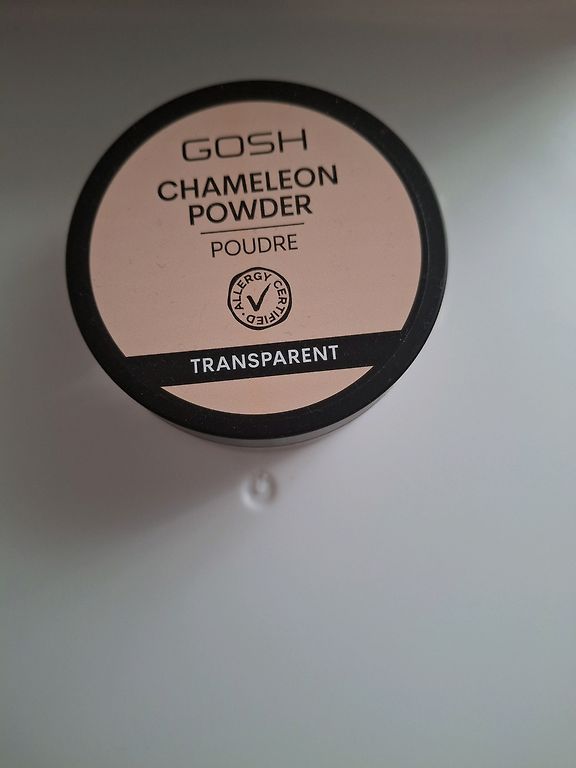 GOSH
CHAMELEON
POWDER
POUDRE
ALLERGY CERTIFIED
TRANSPARENT